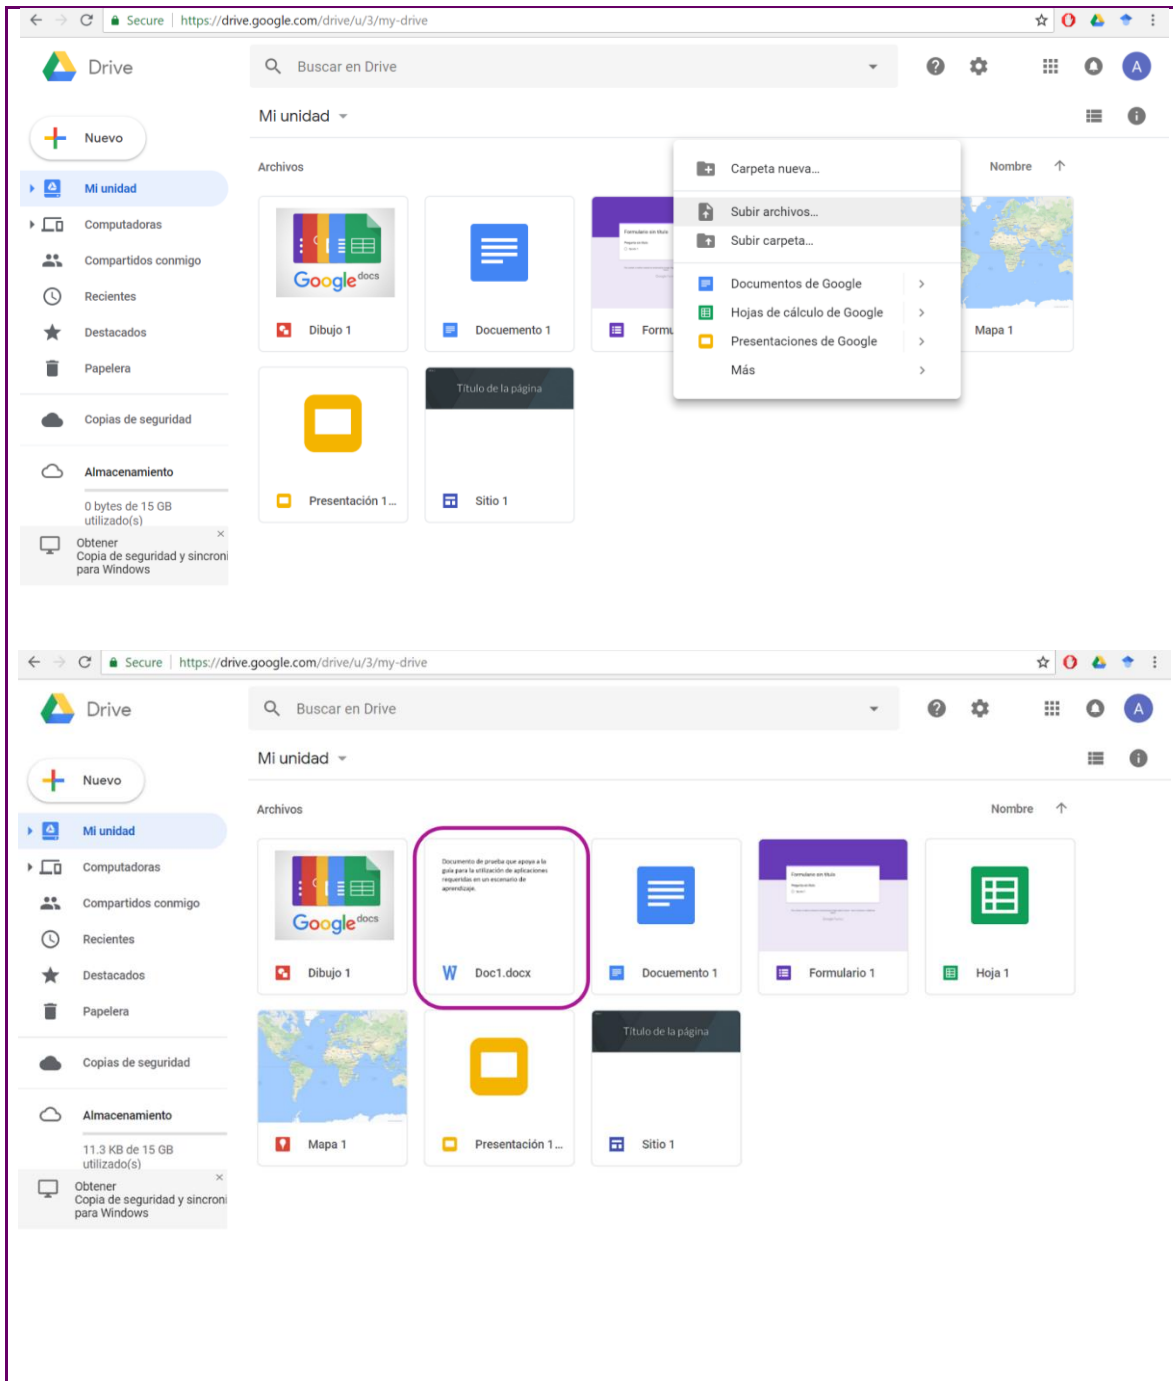 Secure https://drive.google.com/drive/u/3/my-drive
Drive
Buscar en Drive
A
Mi unidad
Nuevo
Archivos
Nombre
Carpeta nueva...
Subir archivos...
Subir carpeta...
Documentos de Google
Hojas de cálculo de Google
Presentaciones de Google
Más
Mi unidad
Computadoras
Compartidos conmigo
Recientes
Destacados
Papelera
Copias de seguridad
Almacenamiento
0 bytes de 15 GB
utilizado(s)
Obtener
Copia de seguridad y sincroni
para Windows
Google docs
Formulario sin título
Dibujo 1
Docuemento 1
Formu
Mapa 1
Título de la página
Presentación 1...
Sitio 1
Secure https://drive.google.com/drive/u/3/my-drive
Drive
Buscar en Drive
A
Mi unidad
Nuevo
Archivos
Nombre
Mi unidad
Computadoras
Compartidos conmigo
Recientes
Destacados
Papelera
Copias de seguridad
Almacenamiento
11.3 KB de 15 GB
utilizado(s)
Obtener
Copia de seguridad y sincroni
para Windows
Google docs
Documento de prueba que apoya a la
guía para la utilización de aplicaciones
requeridas en un escenario de
aprendizaje.
Formulario sin título
Dibujo 1
W Doc1.docx
Docuemento 1
Formulario 1
Hoja 1
Título de la página
Mapa 1
Presentación 1...
Sitio 1